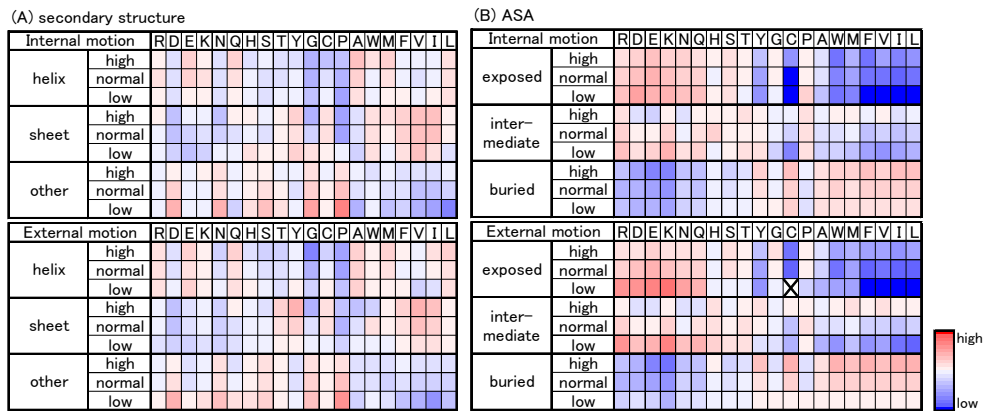 (A) secondary structure
Internal motion R D E K N Q H S T Y G C P A W M F V I L
helix high
normal
low
sheet high
normal
low
other high
normal
low
External motion R D E K N Q H S T Y G C P A W M F V I L
helix high
normal
low
sheet high
normal
low
other high
normal
low
(B) ASA
Internal motion R D E K N Q H S T Y G C P A W M F V I L
exposed high
normal
low
inter-
mediate
high
normal
low
buried high
normal
low
External motion R D E K N Q H S T Y G C P A W M F V I L
exposed high
normal
low
inter-
mediate
high
normal
low
buried high
normal
low
high
low